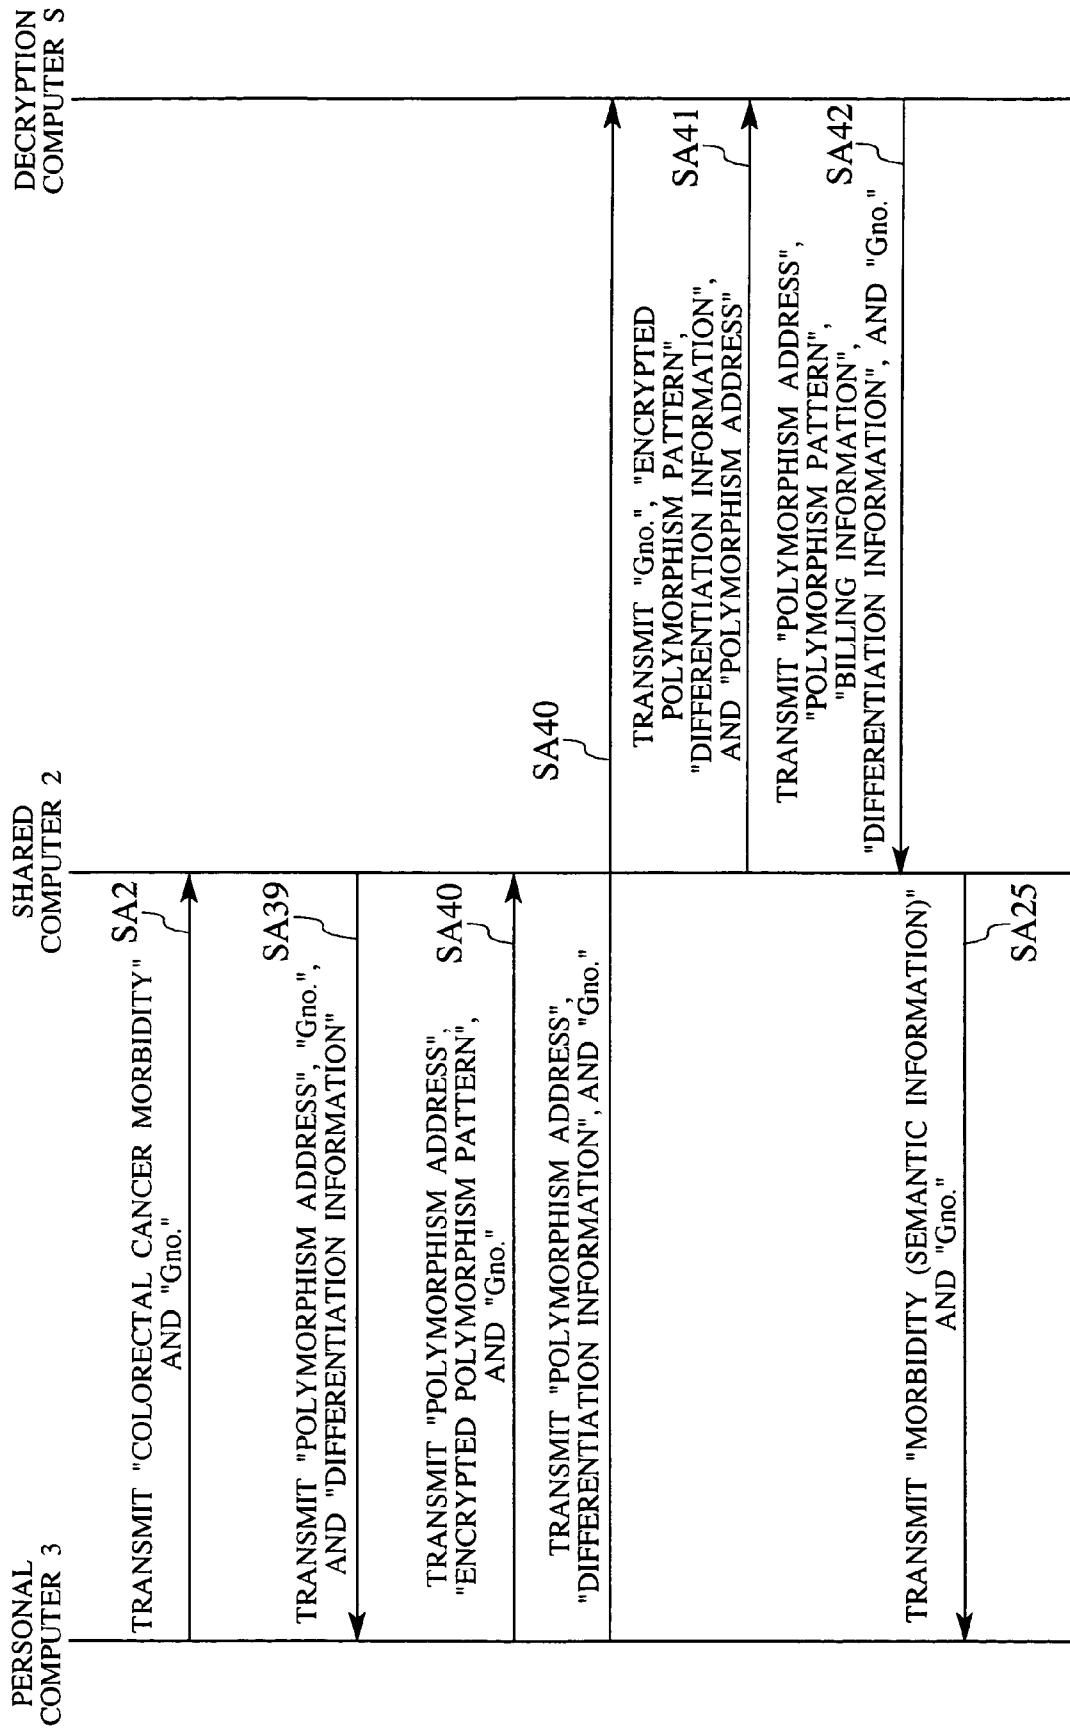 PERSONAL
COMPUTER 3
SHARED
COMPUTER 2
DECRYPTION
COMPUTER S
TRANSMIT "COLORECTAL CANCER MORBIDITY"
AND "Gno."
SA2
TRANSMIT "POLYMORPHISM ADDRESS", "Gno.",
AND "DIFFERENTIATION INFORMATION"
SA39
TRANSMIT "POLYMORPHISM ADDRESS",
"ENCRYPTED POLYMORPHISM PATTERN",
AND "Gno."
SA40
TRANSMIT "POLYMORPHISM ADDRESS",
"DIFFERENTIATION INFORMATION", AND "Gno."
SA40
TRANSMIT "Gno.", "ENCRYPTED
POLYMORPHISM PATTERN",
"DIFFERENTIATION INFORMATION",
AND "POLYMORPHISM ADDRESS"
SA41
TRANSMIT "POLYMORPHISM ADDRESS",
"POLYMORPHISM PATTERN",
"BILLING INFORMATION",
"DIFFERENTIATION INFORMATION", AND "Gno."
SA42
TRANSMIT "MORBIDITY (SEMANTIC INFORMATION)"
AND "Gno."
SA25